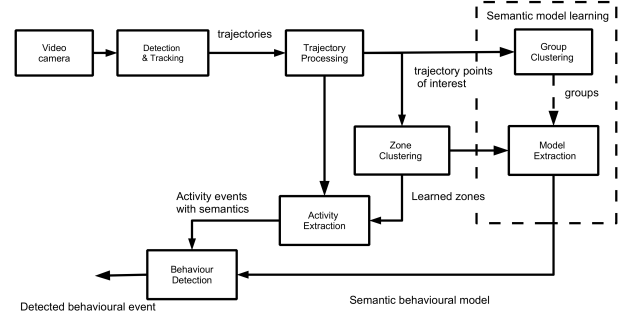 Semantic model learning
Video
camera
Detection
& Tracking
trajectories
Trajectory
Processing
Group
Clustering
trajectory points
of interest
groups
Zone
Clustering
Model
Extraction
Activity events
with semantics
Learned zones
Activity
Extraction
Behaviour
Detection
Detected behavioural event
Semantic behavioural model